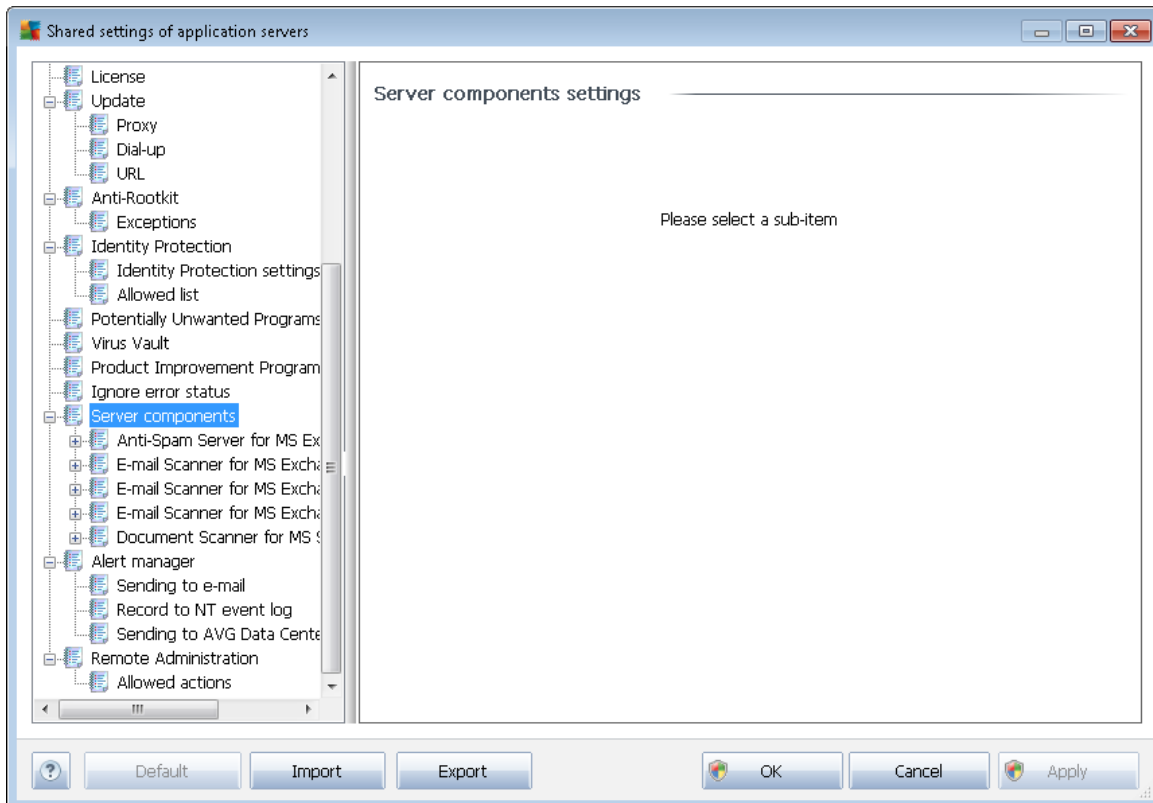 Shared settings of application servers
License
Update
Proxy
Dial-up
URL
Anti-Rootkit
Exceptions
Identity Protection
Identity Protection settings
Allowed list
Potentially Unwanted Programs
Virus Vault
Product Improvement Program
Ignore error status
Server components
Anti-Spam Server for MS Ex
E-mail Scanner for MS Excha
E-mail Scanner for MS Excha
E-mail Scanner for MS Excha
Document Scanner for MS S
Alert manager
Sending to e-mail
Record to NT event log
Sending to AVG Data Cente
Remote Administration
Allowed actions
Server components settings
Please select a sub-item
?
Default
Import
Export
OK
Cancel
Apply